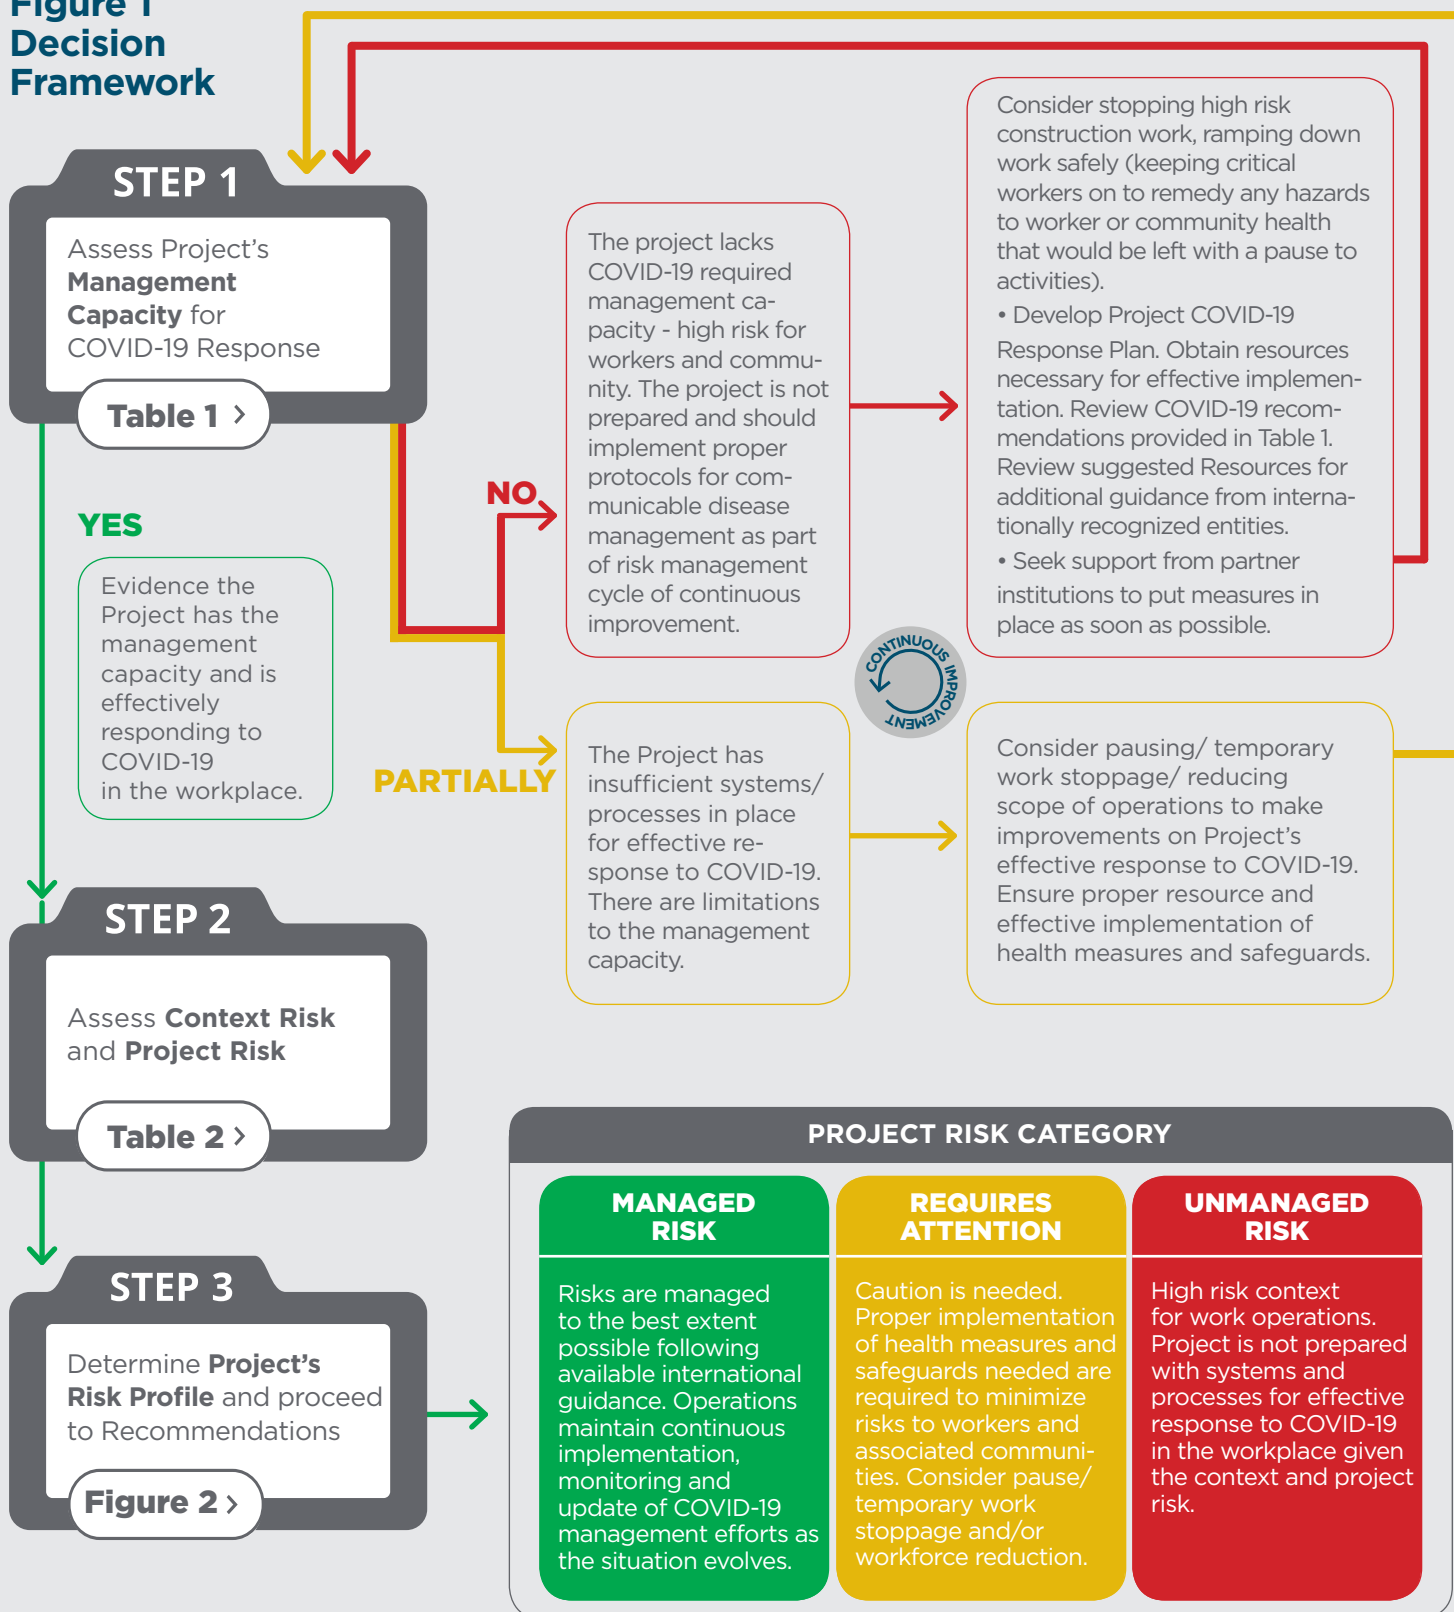 Figure 1
Decision
Framework
STEP 1
Assess Project’s
Management
Capacity for
COVID-19 Response
Table 1 >
YES
Evidence the
Project has the
management
capacity and is
effectively
responding to
COVID-19
in the workplace.
NO
The project lacks
COVID-19 required
management ca-
pacity - high risk for
workers and commu-
nity. The project is not
prepared and should
implement proper
protocols for com-
municable disease
management as part
of risk management
cycle of continuous
improvement.
Consider stopping high risk
construction work, ramping down
work safely (keeping critical
workers on to remedy any hazards
to worker or community health
that would be left with a pause to
activities).
• Develop Project COVID-19
Response Plan. Obtain resources
necessary for effective implemen-
tation. Review COVID-19 recom-
mendations provided in Table 1.
Review suggested Resources for
additional guidance from interna-
tionally recognized entities.
• Seek support from partner
institutions to put measures in
place as soon as possible.
CONTINUOUS IMPROVEMENT
PARTIALLY
The Project has
insufficient systems/
processes in place
for effective re-
sponse to COVID-19.
There are limitations
to the management
capacity.
Consider pausing/ temporary
work stoppage/ reducing
scope of operations to make
improvements on Project’s
effective response to COVID-19.
Ensure proper resource and
effective implementation of
health measures and safeguards.
STEP 2
Assess Context Risk
and Project Risk
Table 2 >
STEP 3
Determine Project’s
Risk Profile and proceed
to Recommendations
Figure 2 >
PROJECT RISK CATEGORY
MANAGED
RISK
Risks are managed
to the best extent
possible following
available international
guidance. Operations
maintain continuous
implementation,
monitoring and
update of COVID-19
management efforts as
the situation evolves.
REQUIRES
ATTENTION
Caution is needed.
Proper implementation
of health measures and
safeguards needed are
required to minimize
risks to workers and
associated communi-
ties. Consider pause/
temporary work
stoppage and/or
workforce reduction.
UNMANAGED
RISK
High risk context
for work operations.
Project is not prepared
with systems and
processes for effective
response to COVID-19
in the workplace given
the context and project
risk.